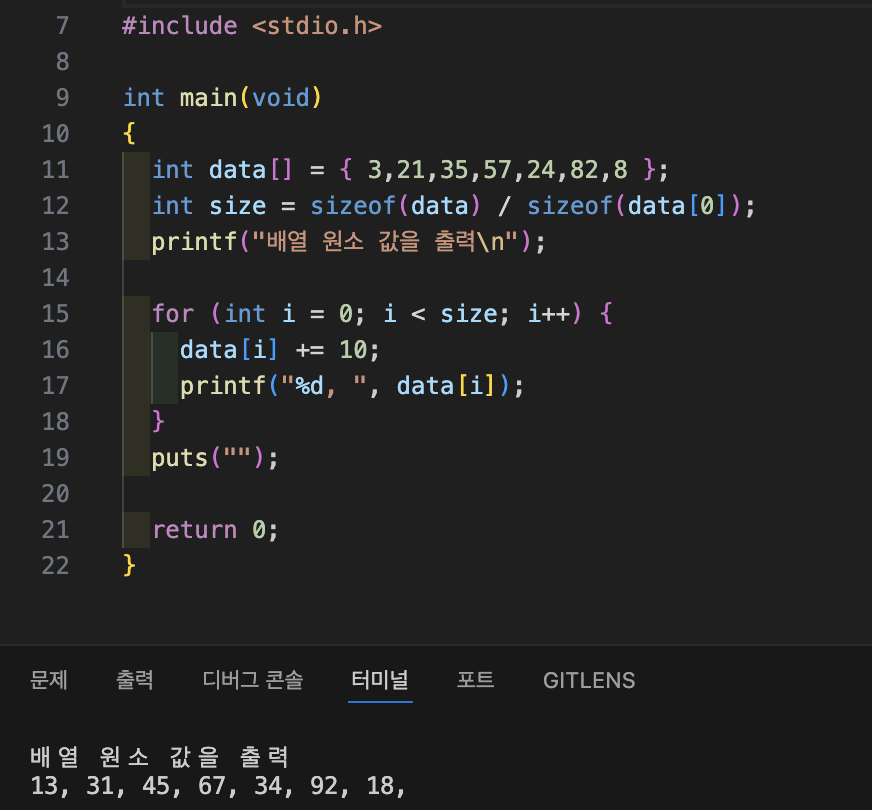 7 #include <stdio.h>
8
9 int main(void)
10 {
11 int data[] = { 3,21,35,57,24,82,8 };
12 int size = sizeof(data) / sizeof(data[0]);
13 printf("배열 원소 값을 출력\n");
14
15 for (int i = 0; i < size; i++) {
16 data[i] += 10;
17 printf("%d, ", data[i]);
18 }
19 puts("");
20
21 return 0;
22 }
문제 출력 디버그 콘솔 터미널 포트 GITLENS
배열 원소 값을 출력
13, 31, 45, 67, 34, 92, 18,